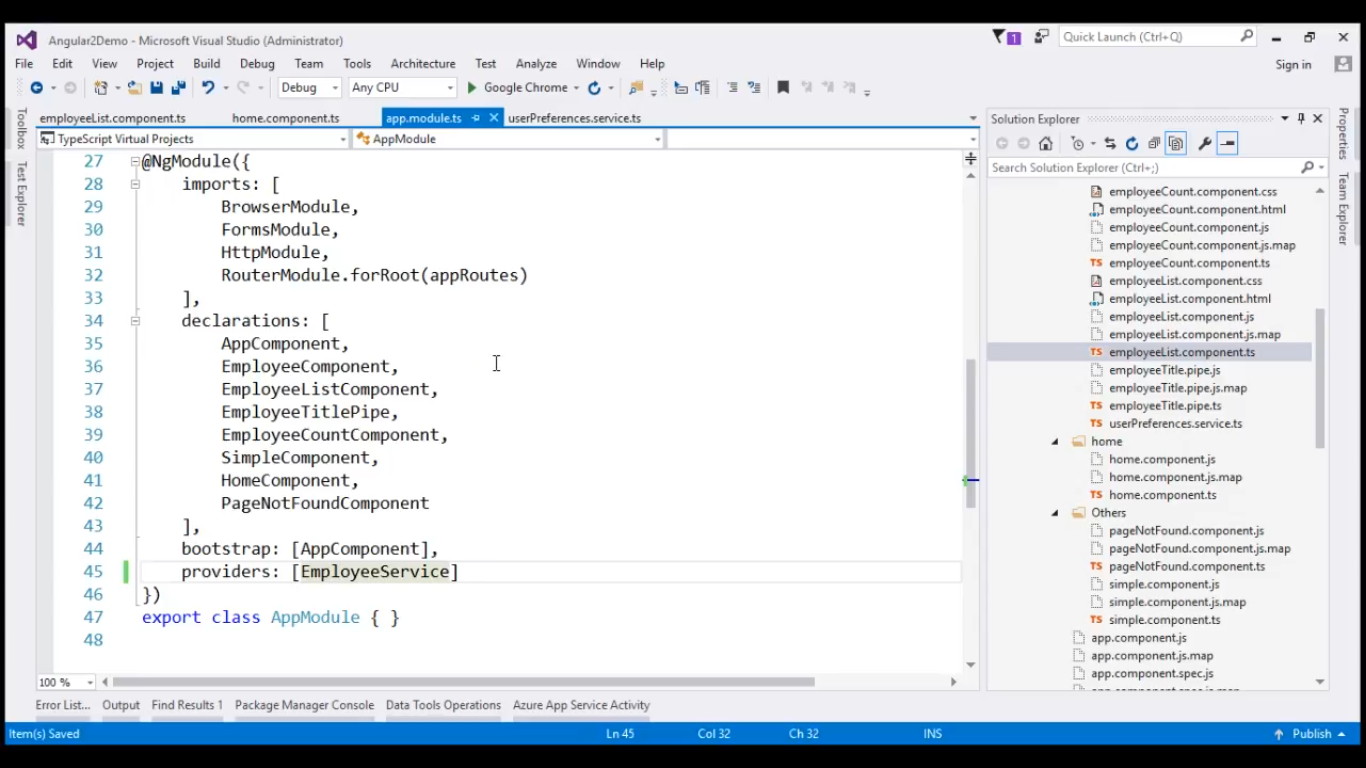 Angular2Demo - Microsoft Visual Studio (Administrator)
1
Quick Launch (Ctrl+Q)
File Edit View Project Build Debug Team Tools Architecture Test Analyze Window Help
Sign in
Debug Any CPU Google Chrome
Toolbox
Test Explorer
employeeList.component.ts home.component.ts app.module.ts userPreferences.service.ts
TypeScript Virtual Projects AppModule
27 @NgModule({
28 imports: [
29 BrowserModule,
30 FormsModule,
31 HttpModule,
32 RouterModule.forRoot(appRoutes)
33 ],
34 declarations: [
35 AppComponent,
36 EmployeeComponent,
37 EmployeeListComponent,
38 EmployeeTitlePipe,
39 EmployeeCountComponent,
40 SimpleComponent,
41 HomeComponent,
42 PageNotFoundComponent
43 ],
44 bootstrap: [AppComponent],
45 providers: [EmployeeService]
46 })
47 export class AppModule { }
48
100 %
Solution Explorer
Search Solution Explorer (Ctrl+;)
employeeCount.component.css
employeeCount.component.html
employeeCount.component.js
employeeCount.component.js.map
TS employeeCount.component.ts
employeeList.component.css
employeeList.component.html
employeeList.component.js
employeeList.component.js.map
TS employeeList.component.ts
employeeTitle.pipe.js
employeeTitle.pipe.js.map
TS employeeTitle.pipe.ts
TS userPreferences.service.ts
home
home.component.js
home.component.js.map
TS home.component.ts
Others
pageNotFound.component.js
pageNotFound.component.js.map
TS pageNotFound.component.ts
simple.component.js
simple.component.js.map
TS simple.component.ts
app.component.js
app.component.js.map
app.component.spec.js
Properties
Team Explorer
Error List... Output Find Results 1 Package Manager Console Data Tools Operations Azure App Service Activity
Item(s) Saved Ln 45 Col 32 Ch 32 INS Publish